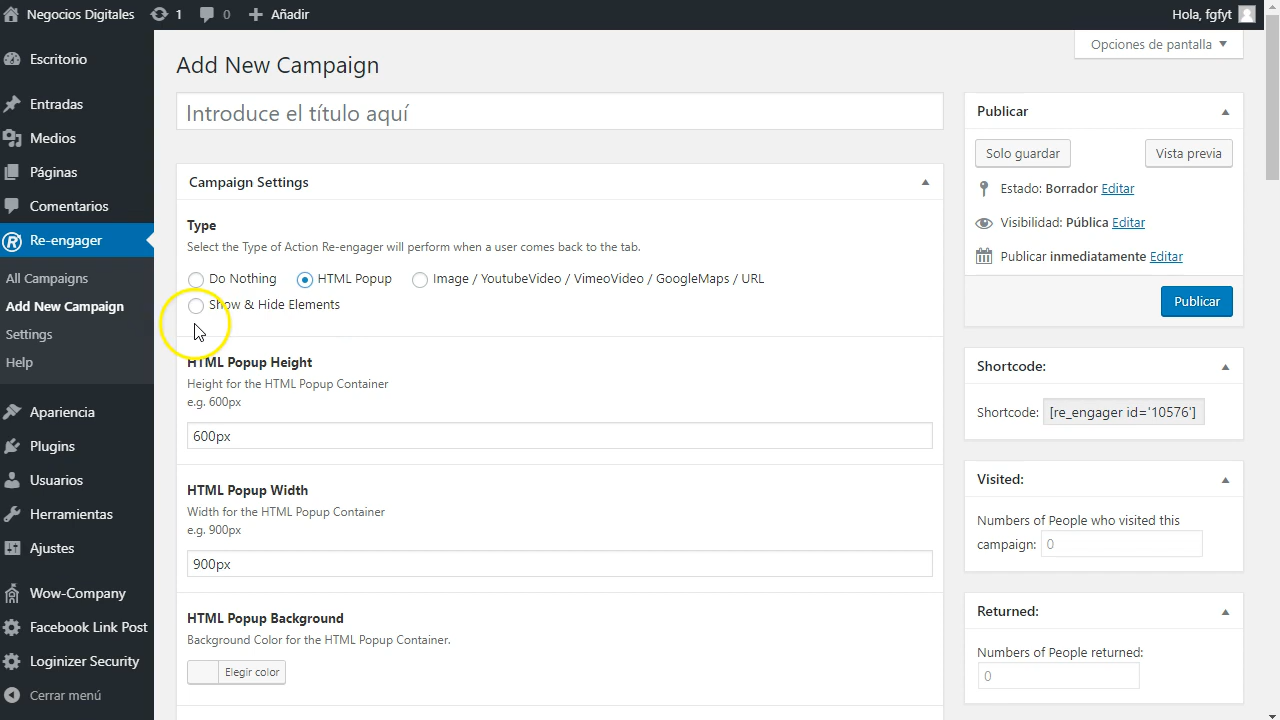 Negocios Digitales 1 0 Añadir Hola, fgfyt
Opciones de pantalla
Escritorio
Entradas
Medios
Páginas
Comentarios
Re-engager
All Campaigns
Add New Campaign
Settings
Help
Apariencia
Plugins
Usuarios
Herramientas
Ajustes
Wow-Company
Facebook Link Post
Loginizer Security
Cerrar menú
Add New Campaign
Introduce el título aquí
Campaign Settings
Type
Select the Type of Action Re-engager will perform when a user comes back to the tab.
Do Nothing HTML Popup Image / YoutubeVideo / VimeoVideo / GoogleMaps / URL
Show & Hide Elements
HTML Popup Height
Height for the HTML Popup Container
e.g. 600px
600px
HTML Popup Width
Width for the HTML Popup Container
e.g. 900px
900px
HTML Popup Background
Background Color for the HTML Popup Container.
Elegir color
Publicar
Solo guardar Vista previa
Estado: Borrador Editar
Visibilidad: Pública Editar
Publicar inmediatamente Editar
Publicar
Shortcode:
Shortcode: [re_engager id='10576']
Visited:
Numbers of People who visited this
campaign: 0
Returned:
Numbers of People returned:
0